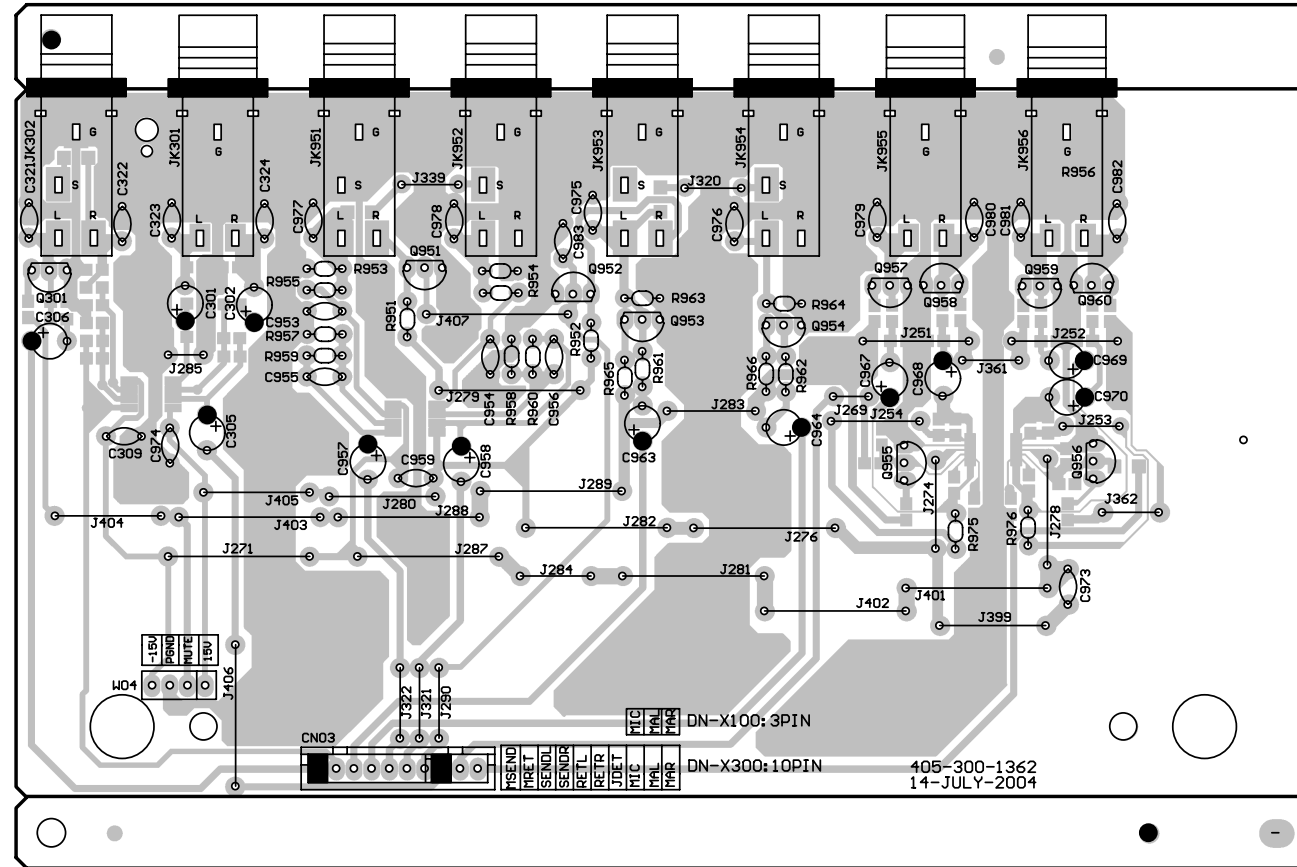 C321 JK302
C322
JK301
C323
C324
JK951
C977
J339
JK952
C978
C975
C983
JK953
J320
JK954
C976
JK955
C979
C980
C981
JK956
R956
C982
G
G
G
G
G
G
G
G
S
S
S
S
L R
L R
L R
L R
L R
L R
L R
L R
Q301
C306
C301
C302
R955
R953
C953
R957
R959
C955
R951
Q951
J407
R954
Q952
R952
R963
Q953
R961
R965
R964
Q954
R966
R962
Q957
Q958
Q959
Q960
J251
J252
J285
J279
C954
R958
R960
C956
J283
J269
C967
J254
C968
J361
C969
C970
J253
C309
C974
C305
C957
C959
C958
C963
C964
Q955
Q956
J274
J278
J362
J405
J280
J289
J404
J403
J288
J282
J276
R975
R976
J271
J287
J284
J281
J401
J402
J399
C973
-15V
PGND
MUTE
15V
W04
J406
J322
J321
J290
CN03
MIC
MAL
MAR
DN-X100:3PIN
MSEND
MRET
SENDL
SENDR
RETL
RETR
JDET
MIC
MAL
MAR
DN-X300:10PIN
405-300-1362
14-JULY-2004